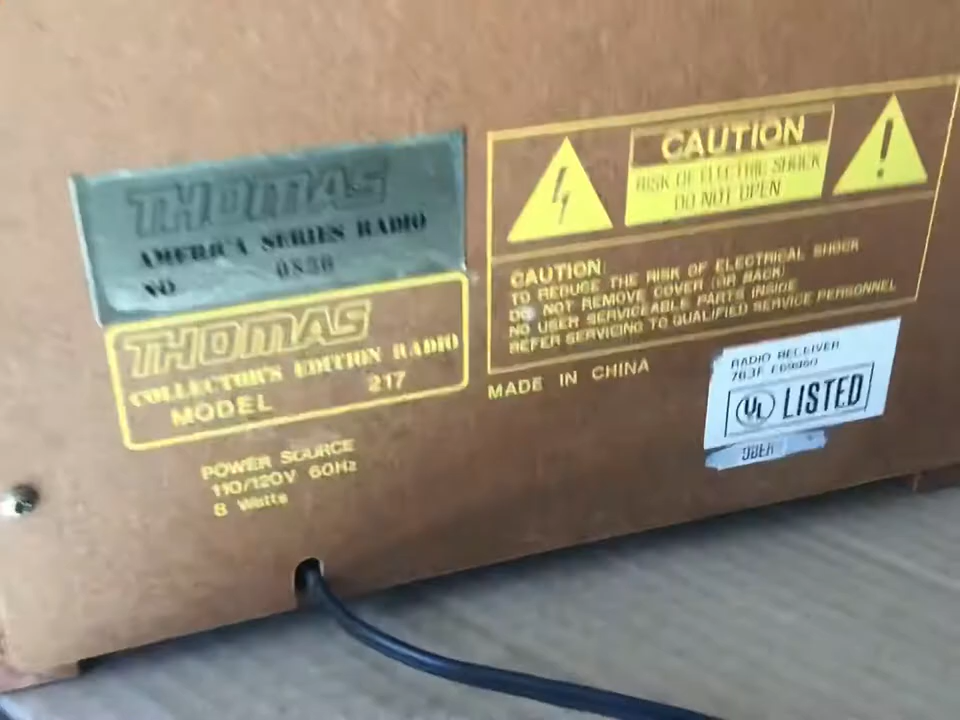 THOMAS
AMERICA SERIES RADIO
NO
THOMAS
COLLECTOR'S EDITION RADIO
MODEL 217
POWER SOURCE
110/120V 60Hz
8 Watts
CAUTION
RISK OF ELECTRIC SHOCK
DO NOT OPEN
CAUTION:
TO REDUCE THE RISK OF ELECTRICAL SHOCK
DO NOT REMOVE COVER (OR BACK)
NO USER SERVICEABLE PARTS INSIDE
REFER SERVICING TO QUALIFIED SERVICE PERSONNEL
MADE IN CHINA
RADIO RECEIVER
UL LISTED